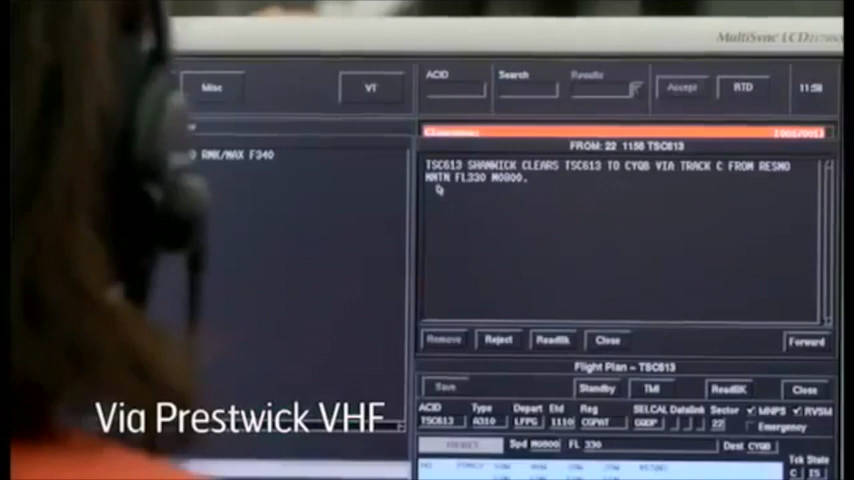 MultiSync LCD
Misc
VT
ACID
Search
Results
Accept
RTD
11:58
RMK/MAX F340
FROM: 22 1158 TSC613
TSC613 SHANWICK CLEARS TSC613 TO CYQB VIA TRACK C FROM RESNO
MNTN FL330 M0800.
Remove
Reject
ReadBk
Close
Forward
Flight Plan - TSC613
Save
Standby
TMI
ReadBK
Close
ACID Type Depart Etd Reg SELCAL Datalink Sector MNPS RVSM
TSC613 A310 LFPG 1110 CGPAT 22 Emergency
Spd M0800 FL 330 Dest CYQB
Tck State
C IS
Via Prestwick VHF